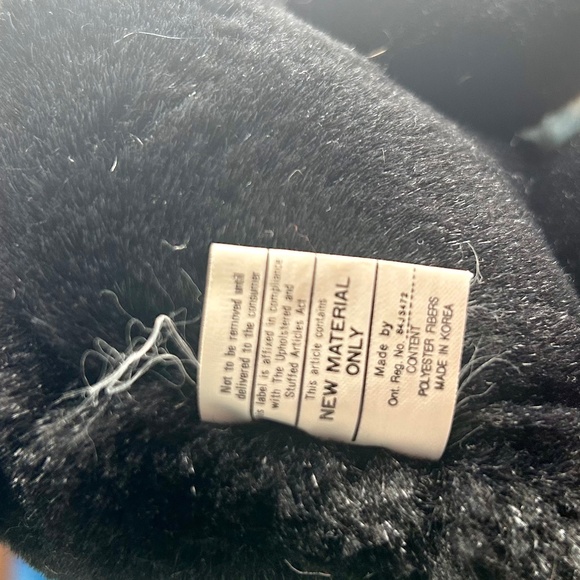 Not to be removed until
delivered to the consumer
is label is affixed in compliance
with The Upholstered and
Stuffed Articles Act
This article contains
NEW MATERIAL
ONLY
Made by
Ont. Reg. No. 84J3472
CONTENT
POLYESTER FIBERS
MADE IN KOREA